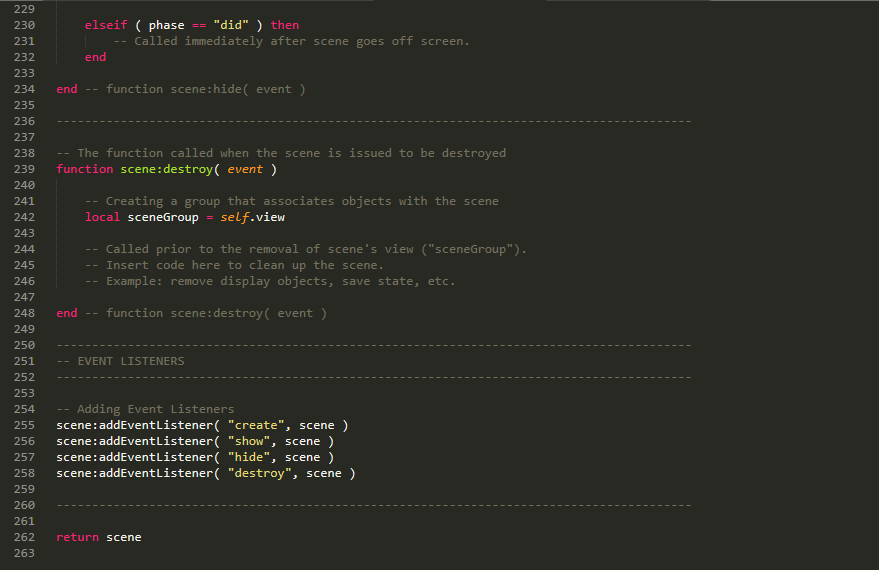 229
230 elseif ( phase == "did" ) then
231 -- Called immediately after scene goes off screen.
232 end
233
234 end -- function scene:hide( event )
235
236 -----------------------------------------------------------------------------------------
237
238 -- The function called when the scene is issued to be destroyed
239 function scene:destroy( event )
240
241 -- Creating a group that associates objects with the scene
242 local sceneGroup = self.view
243
244 -- Called prior to the removal of scene's view ("sceneGroup").
245 -- Insert code here to clean up the scene.
246 -- Example: remove display objects, save state, etc.
247
248 end -- function scene:destroy( event )
249
250 -----------------------------------------------------------------------------------------
251 -- EVENT LISTENERS
252 -----------------------------------------------------------------------------------------
253
254 -- Adding Event Listeners
255 scene:addEventListener( "create", scene )
256 scene:addEventListener( "show", scene )
257 scene:addEventListener( "hide", scene )
258 scene:addEventListener( "destroy", scene )
259
260 -----------------------------------------------------------------------------------------
261
262 return scene
263